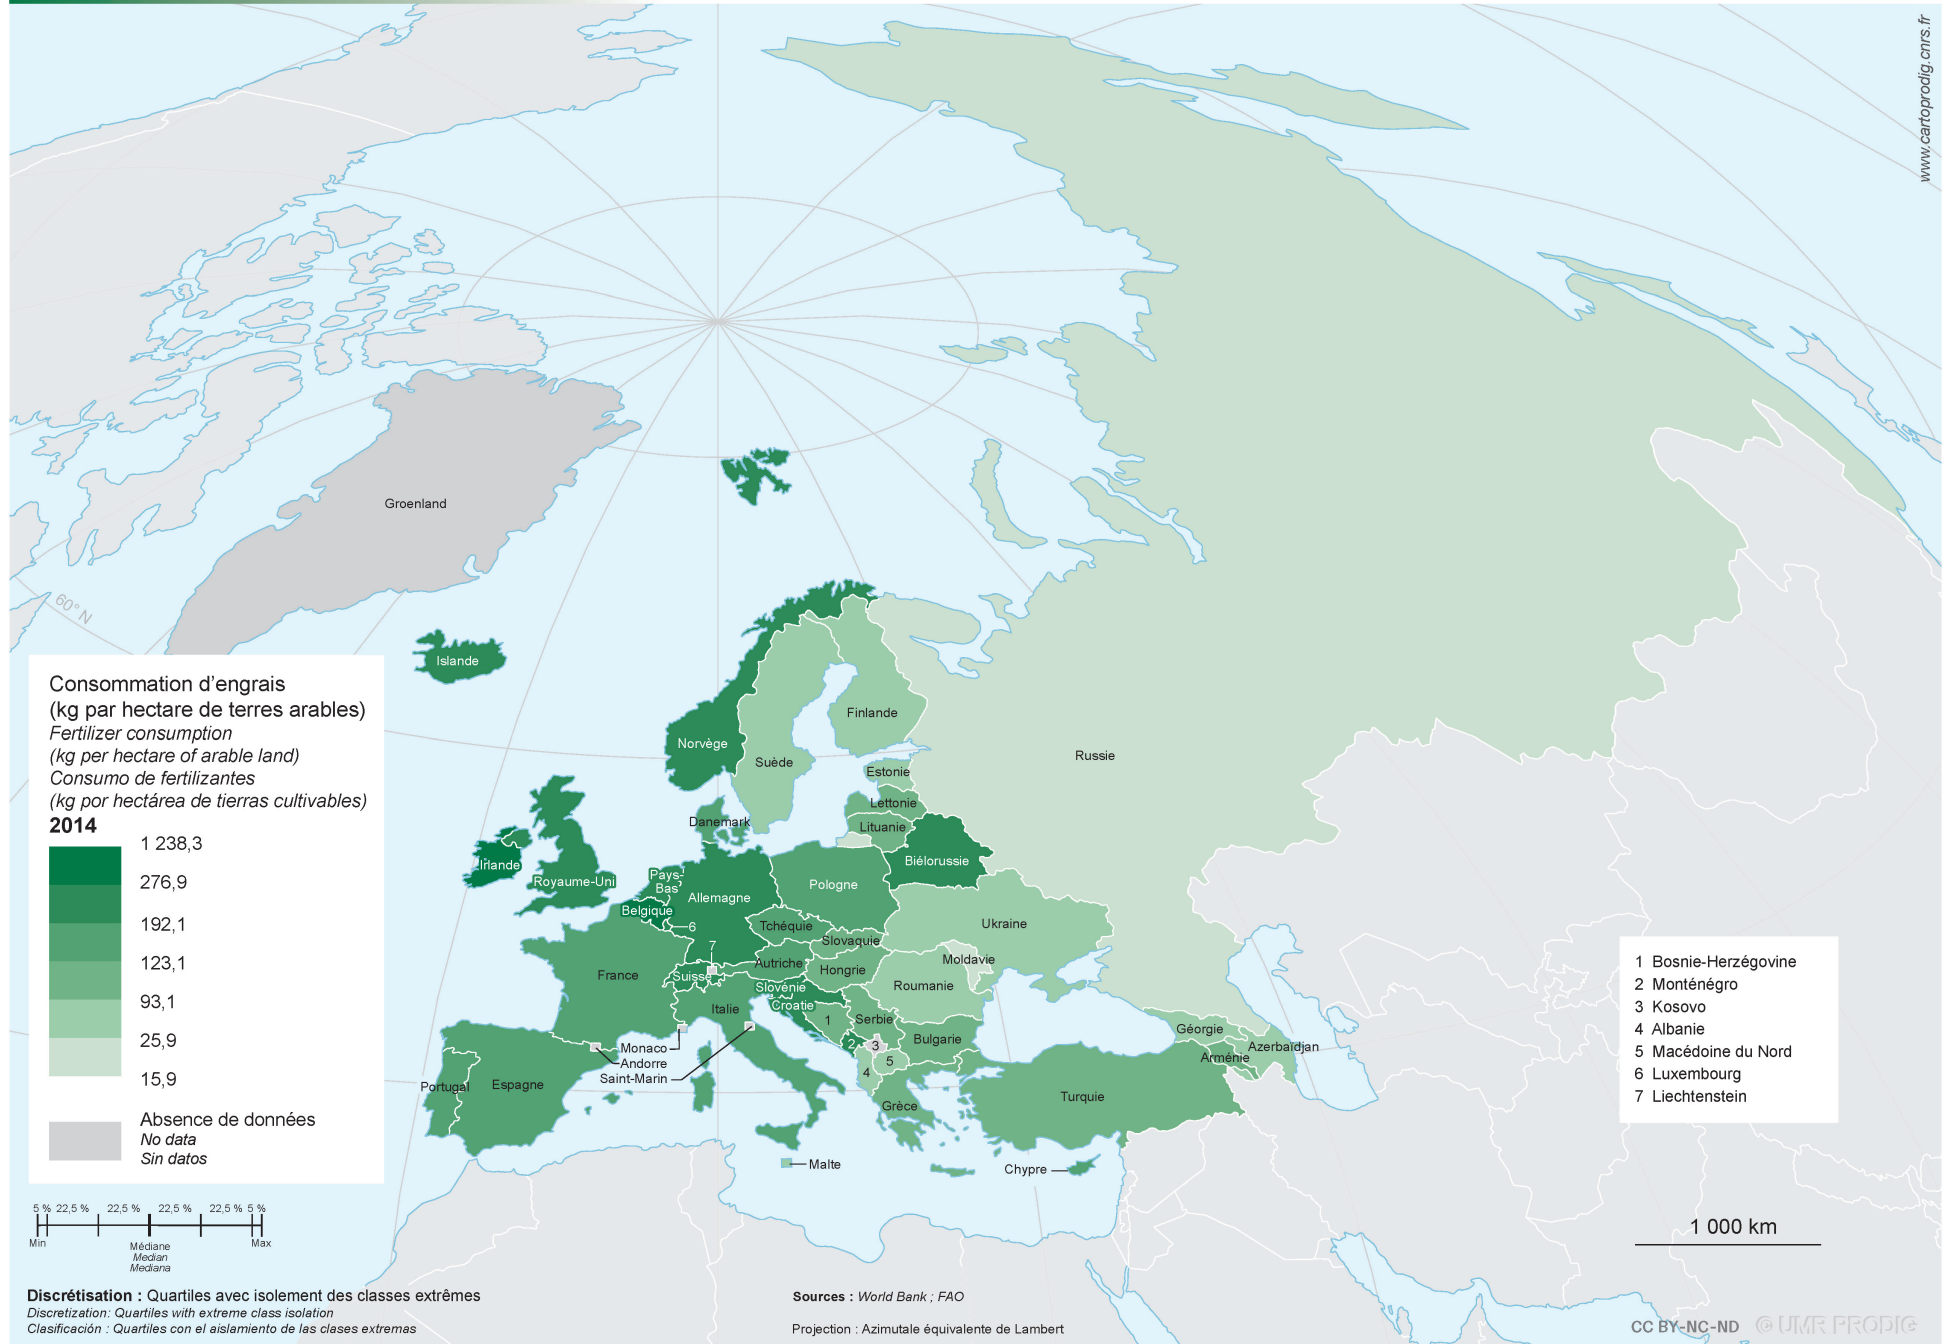 www.cartoprodig.cnrs.fr
Groenland
60° N
Islande
Consommation d'engrais
(kg par hectare de terres arables)
Fertilizer consumption
(kg per hectare of arable land)
Consumo de fertilizantes
(kg por hectárea de tierras cultivables)
2014
1 238,3
276,9
192,1
123,1
93,1
25,9
15,9
Absence de données
No data
Sin datos
Norvège
Suède
Finlande
Russie
Estonie
Lettonie
Lituanie
Danemark
Biélorussie
Irlande
Royaume-Uni
Pays-
Bas
Allemagne
Pologne
Belgique
6
Tchéquie
Ukraine
Slovaquie
7
Moldavie
France
Suisse
Autriche
Hongrie
Slovénie
Roumanie
Croatie
Italie
1
Serbie
Géorgie
Bulgarie
2
3
Azerbaïdjan
Monaco
Andorre
Saint-Marin
Arménie
5
4
Portugal
Espagne
Turquie
Grèce
Malte
Chypre
1 Bosnie-Herzégovine
2 Monténégro
3 Kosovo
4 Albanie
5 Macédoine du Nord
6 Luxembourg
7 Liechtenstein
5 % 22,5 % 22,5 % 22,5 % 22,5 % 5 %
Min Médiane Max
Median
Mediana
1 000 km
Discrétisation : Quartiles avec isolement des classes extrêmes
Discretization: Quartiles with extreme class isolation
Clasificación : Quartiles con el aislamiento de las clases extremas
Sources : World Bank ; FAO
Projection : Azimutale équivalente de Lambert
CC BY-NC-ND © UMR PRODIG